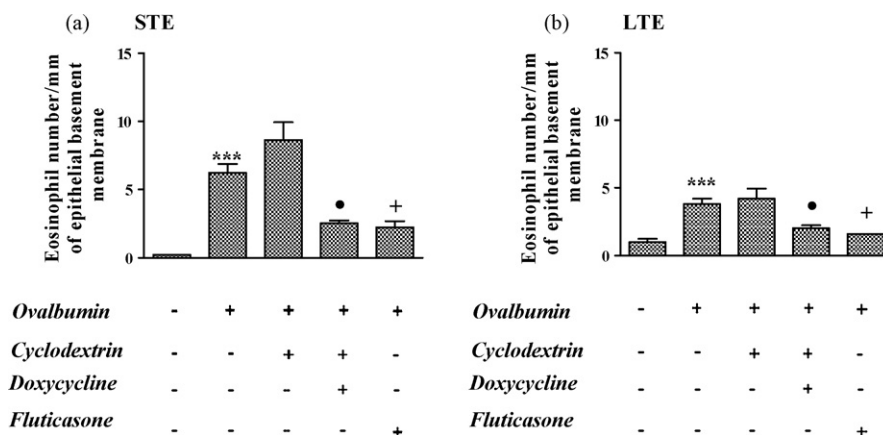 (a) STE
Eosinophil number/mm
of epithelial basement
membrane
15
10
5
0
***
●
+
Ovalbumin - + + + +
Cyclodextrin - - + + -
Doxycycline - - - + -
Fluticasone - - - - +
(b) LTE
Eosinophil number/mm
of epithelial basement
membrane
15
10
5
0
***
●
+
Ovalbumin - + + + +
Cyclodextrin - - + + -
Doxycycline - - - + -
Fluticasone - - - - +